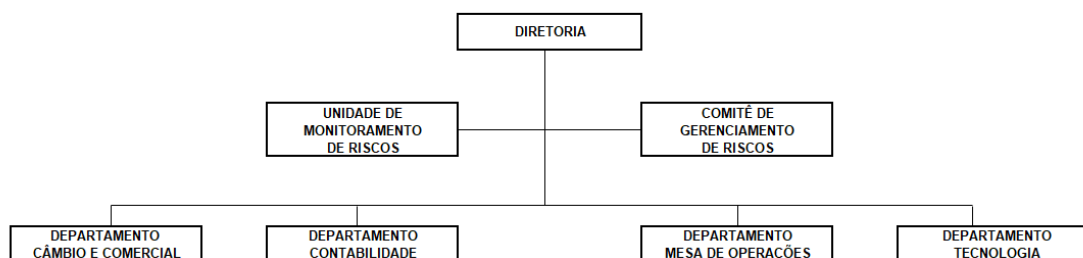 DIRETORIA
UNIDADE DE
MONITORAMENTO
DE RISCOS
COMITÊ DE
GERENCIAMENTO
DE RISCOS
DEPARTAMENTO
CÂMBIO E COMERCIAL
DEPARTAMENTO
CONTABILIDADE
DEPARTAMENTO
MESA DE OPERAÇÕES
DEPARTAMENTO
TECNOLOGIA